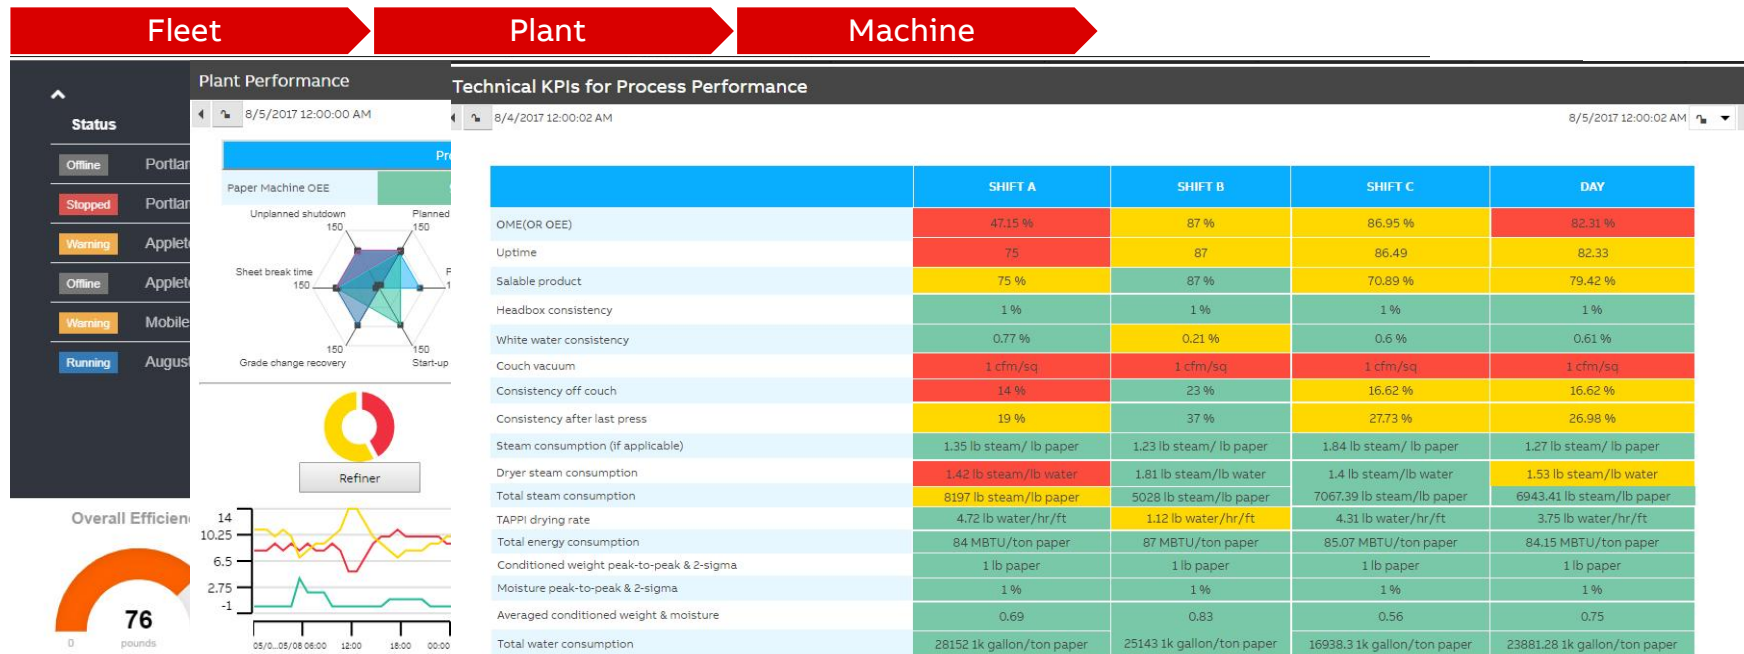 Fleet Plant Machine
Status
Offline Portlan
Stopped Portlan
Warning Applet
Offline Applet
Warning Mobile
Running August
Overall Efficien
76
0 pounds
Plant Performance
8/5/2017 12:00:00 AM
Pr
Paper Machine OEE
Unplanned shutdown Planned
150 150
Sheet break time
150
150 150
Grade change recovery Start-up
Refiner
14
10.25
6.5
2.75
-1
05/0...05/08 06:00 12:00 18:00 00:00
Technical KPIs for Process Performance
8/4/2017 12:00:02 AM 8/5/2017 12:00:02 AM
SHIFT A SHIFT B SHIFT C DAY
OME(OR OEE) 47.15 % 87 % 86.95 % 82.31 %
Uptime 75 87 86.49 82.33
Salable product 75 % 87 % 70.89 % 79.42 %
Headbox consistency 1 % 1 % 1 % 1 %
White water consistency 0.77 % 0.21 % 0.6 % 0.61 %
Couch vacuum 1 cfm/sq 1 cfm/sq 1 cfm/sq 1 cfm/sq
Consistency off couch 14 % 23 % 16.62 % 16.62 %
Consistency after last press 19 % 37 % 27.73 % 26.98 %
Steam consumption (if applicable) 1.35 lb steam/ lb paper 1.23 lb steam/ lb paper 1.84 lb steam/ lb paper 1.27 lb steam/ lb paper
Dryer steam consumption 1.42 lb steam/lb water 1.81 lb steam/lb water 1.4 lb steam/lb water 1.53 lb steam/lb water
Total steam consumption 8197 lb steam/lb paper 5028 lb steam/lb paper 7067.39 lb steam/lb paper 6943.41 lb steam/lb paper
TAPPI drying rate 4.72 lb water/hr/ft 1.12 lb water/hr/ft 4.31 lb water/hr/ft 3.75 lb water/hr/ft
Total energy consumption 84 MBTU/ton paper 87 MBTU/ton paper 85.07 MBTU/ton paper 84.15 MBTU/ton paper
Conditioned weight peak-to-peak & 2-sigma 1 lb paper 1 lb paper 1 lb paper 1 lb paper
Moisture peak-to-peak & 2-sigma 1 % 1 % 1 % 1 %
Averaged conditioned weight & moisture 0.69 0.83 0.56 0.75
Total water consumption 28152 1k gallon/ton paper 25143 1k gallon/ton paper 16938.3 1k gallon/ton paper 23881.28 1k gallon/ton paper